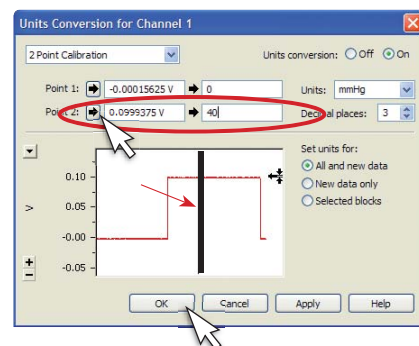 Units Conversion for Channel 1
2 Point Calibration Units conversion: Off On
Point 1: -0.00015625 V 0 Units: mmHg
Point 2: 0.0999375 V 40 Decimal places: 3
Set units for:
All and new data
New data only
Selected blocks
0.10
0.05
-0.00
-0.05
V
+
-
OK Cancel Apply Help